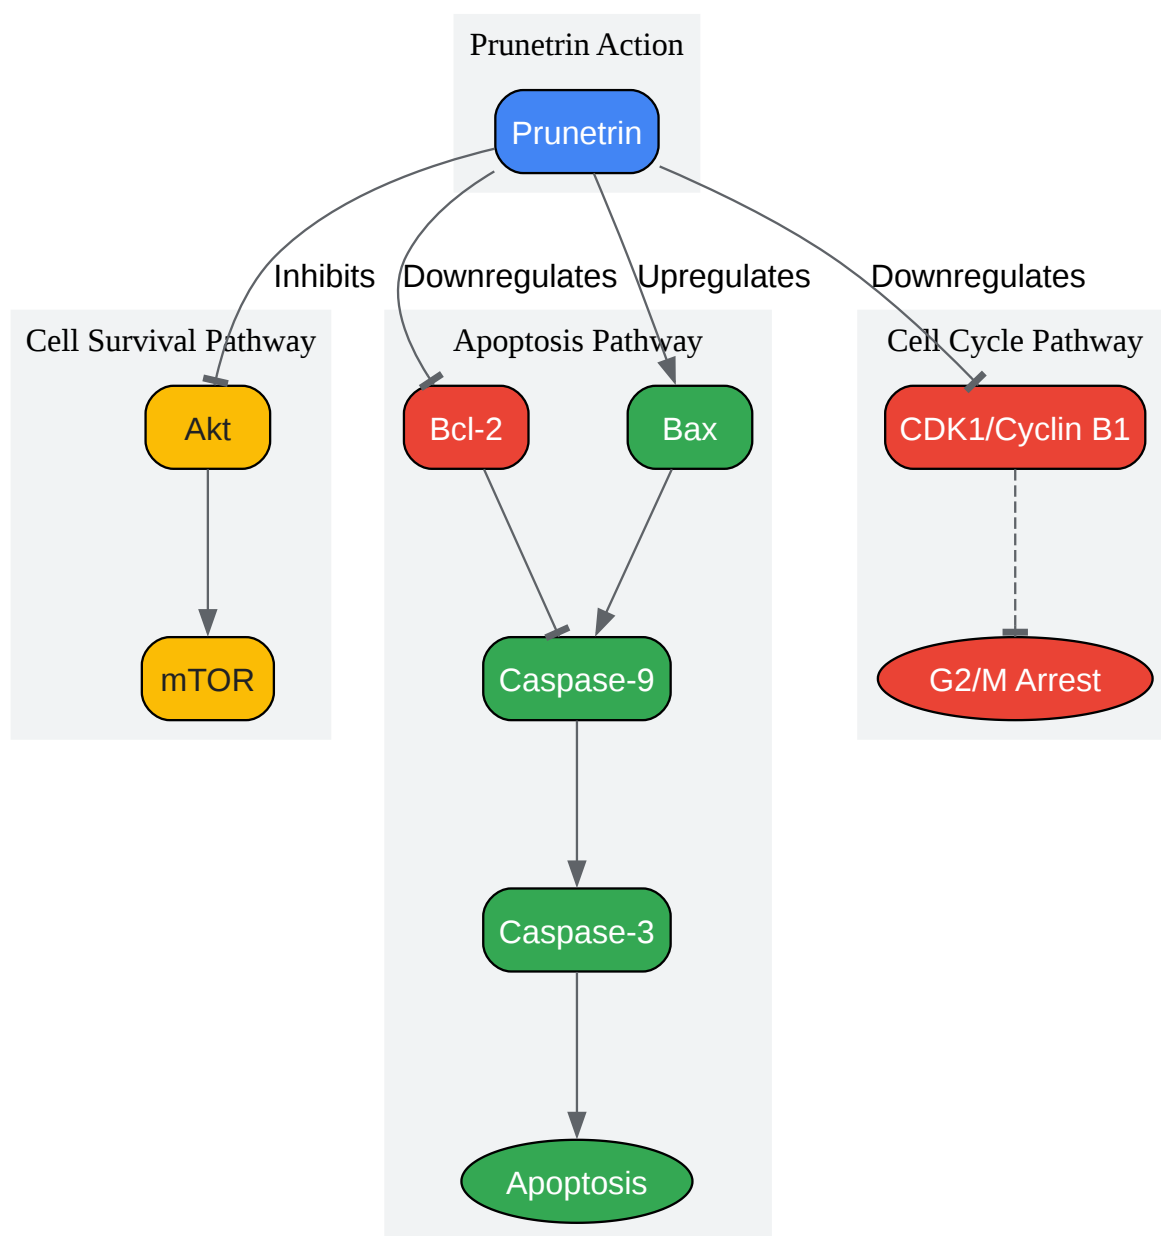 Prunetrin Action
Prunetrin
Inhibits
Downregulates
Upregulates
Downregulates
Cell Survival Pathway
Apoptosis Pathway
Cell Cycle Pathway
Akt
Bcl-2
Bax
CDK1/Cyclin B1
mTOR
Caspase-9
G2/M Arrest
Caspase-3
Apoptosis